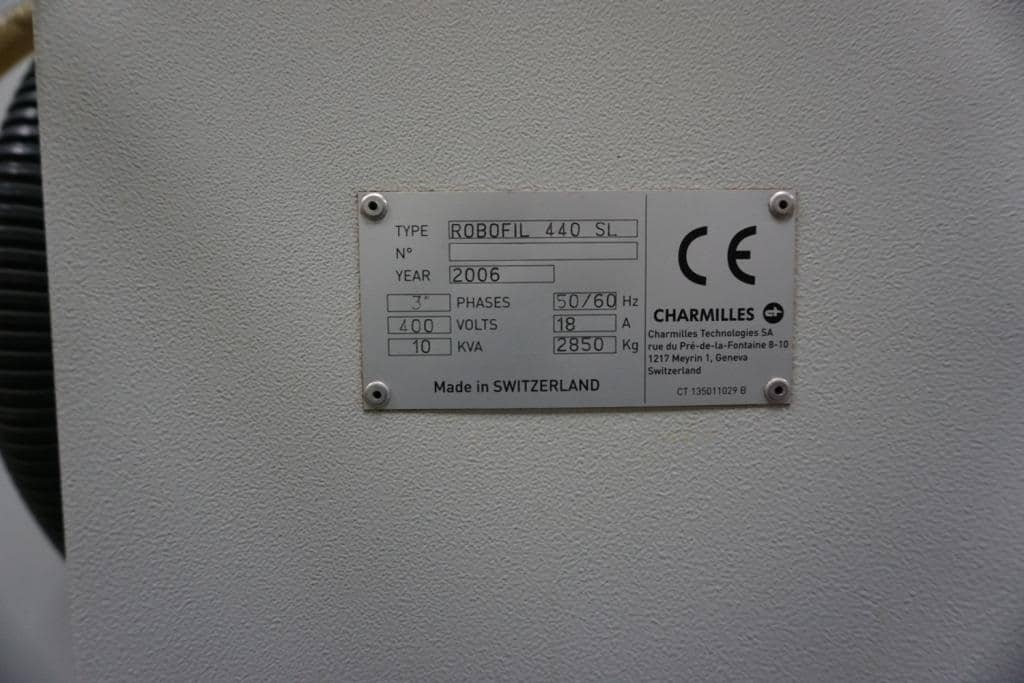 TYPE ROBOFIL 440 SL
N°
YEAR 2006
3~ PHASES 50/60 Hz
400 VOLTS 18 A
10 KVA 2850 Kg
Made in SWITZERLAND
CE
CHARMILLES
Charmilles Technologies SA
rue du Pré-de-la-Fontaine 8-10
1217 Meyrin 1, Geneva
Switzerland
CT 135011029 B